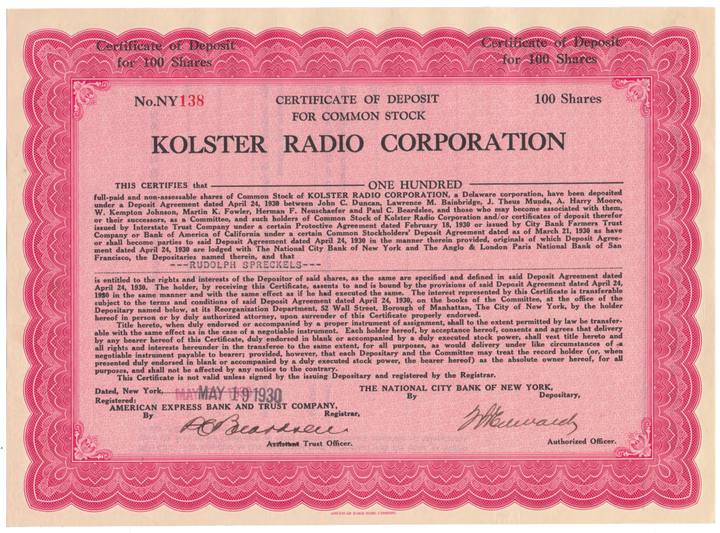 Certificate of Deposit
for 100 Shares
Certificate of Deposit
for 100 Shares
No.NY138
CERTIFICATE OF DEPOSIT
FOR COMMON STOCK
100 Shares
KOLSTER RADIO CORPORATION
THIS CERTIFIES that ONE HUNDRED
full-paid and non-assessable shares of Common Stock of KOLSTER RADIO CORPORATION, a Delaware corporation, have been deposited
under a Deposit Agreement dated April 24, 1930 between John C. Duncan, Lawrence M. Bainbridge, J. Theus Munds, A. Harry Moore,
W. Kempton Johnson, Martin K. Fowler, Herman F. Neuschaefer and Paul C. Beardslee, and those who may become associated with them,
or their successors, as a Committee, and such holders of Common Stock of Kolster Radio Corporation and/or certificates of deposit therefor
issued by Interstate Trust Company under a certain Protective Agreement dated February 18, 1930 or issued by City Bank Farmers Trust
Company or Bank of America of California under a certain Common Stockholders' Deposit Agreement dated as of March 21, 1930 as have
or shall become parties to said Deposit Agreement dated April 24, 1930 in the manner therein provided, originals of which Deposit Agree-
ment dated April 24, 1930 are lodged with The National City Bank of New York and The Anglo & London Paris National Bank of San
Francisco, the Depositaries named therein, and that
---RUDOLPH SPRECKELS---
is entitled to the rights and interests of the Depositor of said shares, as the same are specified and defined in said Deposit Agreement dated
April 24, 1930. The holder, by receiving this Certificate, assents to and is bound by the provisions of said Deposit Agreement dated April 24,
1930 in the same manner and with the same effect as if he had executed the same. The interest represented by this Certificate is transferable
subject to the terms and conditions of said Deposit Agreement dated April 24, 1930, on the books of the Committee, at the office of the
Depositary named below, at its Reorganization Department, 52 Wall Street, Borough of Manhattan, The City of New York, by the holder
hereof in person or by duly authorized attorney, upon surrender of this Certificate properly endorsed.
Title hereto, when duly endorsed or accompanied by a proper instrument of assignment, shall to the extent permitted by law be transfer-
able with the same effect as in the case of a negotiable instrument. Each holder hereof, by acceptance hereof, consents and agrees that delivery
by any bearer hereof of this Certificate, duly endorsed in blank or accompanied by a duly executed stock power, shall vest title hereto and
all rights and interests hereunder in the transferee to the same extent, for all purposes, as would delivery under like circumstances of a
negotiable instrument payable to bearer; provided, however, that each Depositary and the Committee may treat the record holder (or, when
presented duly endorsed in blank or accompanied by a duly executed stock power, the bearer hereof) as the absolute owner hereof, for all
purposes, and shall not be affected by any notice to the contrary.
This Certificate is not valid unless signed by the issuing Depositary and registered by the Registrar.
Dated, New York, MAY 19 1930
THE NATIONAL CITY BANK OF NEW YORK,
Registered:
By Depositary,
AMERICAN EXPRESS BANK AND TRUST COMPANY,
By Registrar,
Assistant Trust Officer.
Authorized Officer.
AMERICAN BANK NOTE COMPANY